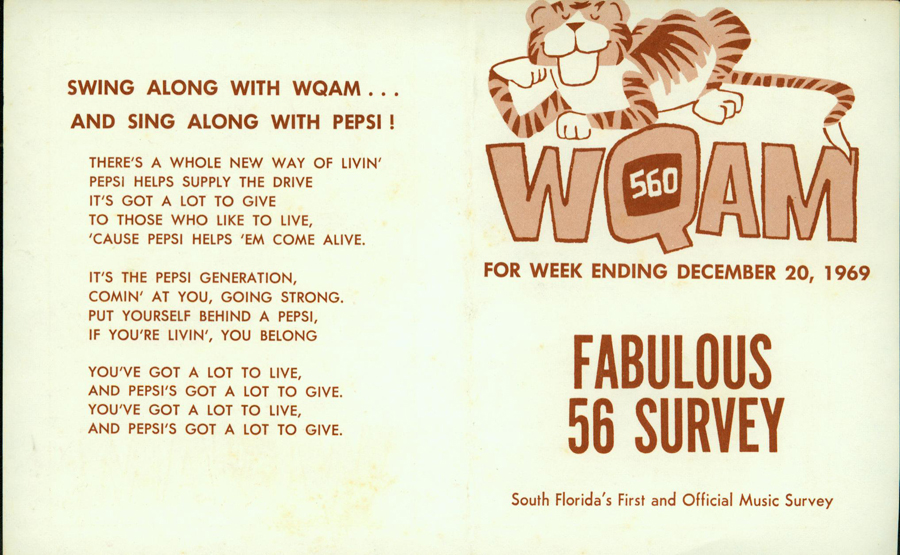 SWING ALONG WITH WQAM . . .
AND SING ALONG WITH PEPSI !
THERE'S A WHOLE NEW WAY OF LIVIN'
PEPSI HELPS SUPPLY THE DRIVE
IT'S GOT A LOT TO GIVE
TO THOSE WHO LIKE TO LIVE,
'CAUSE PEPSI HELPS 'EM COME ALIVE.
IT'S THE PEPSI GENERATION,
COMIN' AT YOU, GOING STRONG.
PUT YOURSELF BEHIND A PEPSI,
IF YOU'RE LIVIN', YOU BELONG
YOU'VE GOT A LOT TO LIVE,
AND PEPSI'S GOT A LOT TO GIVE.
YOU'VE GOT A LOT TO LIVE,
AND PEPSI'S GOT A LOT TO GIVE.
WQAM
560
FOR WEEK ENDING DECEMBER 20, 1969
FABULOUS
56 SURVEY
South Florida's First and Official Music Survey